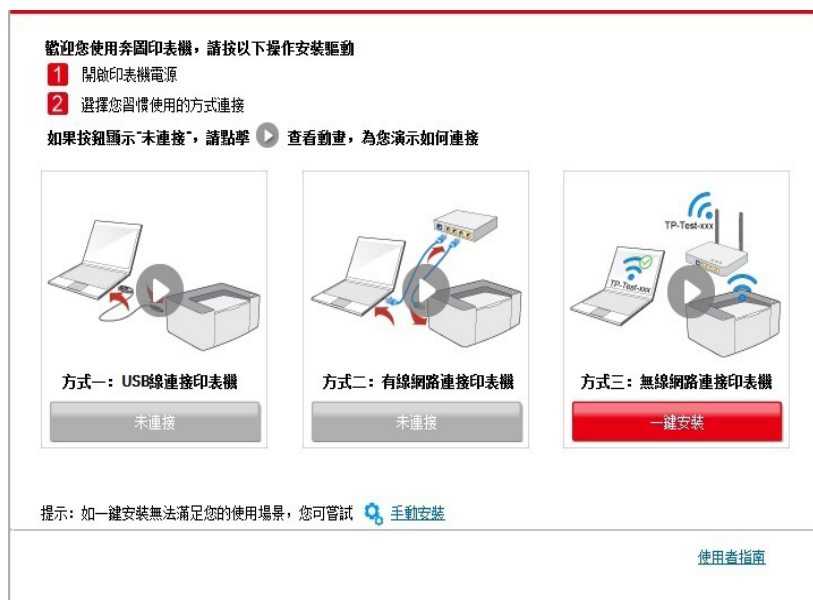 歡迎您使用奔圖印表機，請按以下操作安裝驅動
1 開啟印表機電源
2 選擇您習慣使用的方式連接
如果按鈕顯示"未連接"，請點擊 查看動畫，為您演示如何連接
TP-Test-xxx
TP-Test-xxx
方式一：USB線連接印表機
方式二：有線網路連接印表機
方式三：無線網路連接印表機
未連接
未連接
一鍵安裝
提示：如一鍵安裝無法滿足您的使用場景，您可嘗試 手動安裝
使用者指南